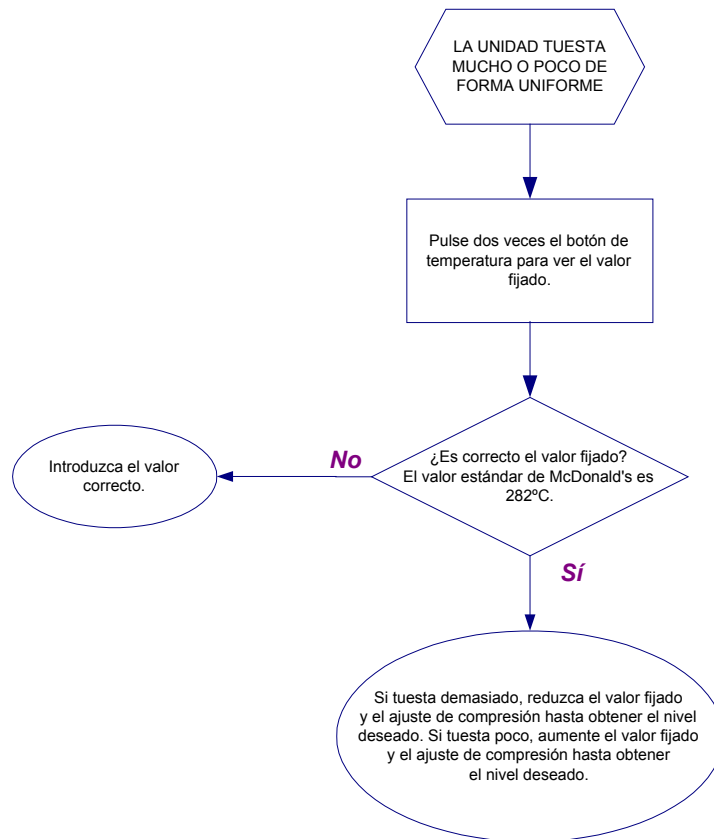 LA UNIDAD TUESTA
MUCHO O POCO DE
FORMA UNIFORME
Pulse dos veces el botón de
temperatura para ver el valor
fijado.
¿Es correcto el valor fijado?
El valor estándar de McDonald's es
282ºC.
No
Introduzca el valor
correcto.
Sí
Si tuesta demasiado, reduzca el valor fijado
y el ajuste de compresión hasta obtener el nivel
deseado. Si tuesta poco, aumente el valor fijado
y el ajuste de compresión hasta obtener
el nivel deseado.